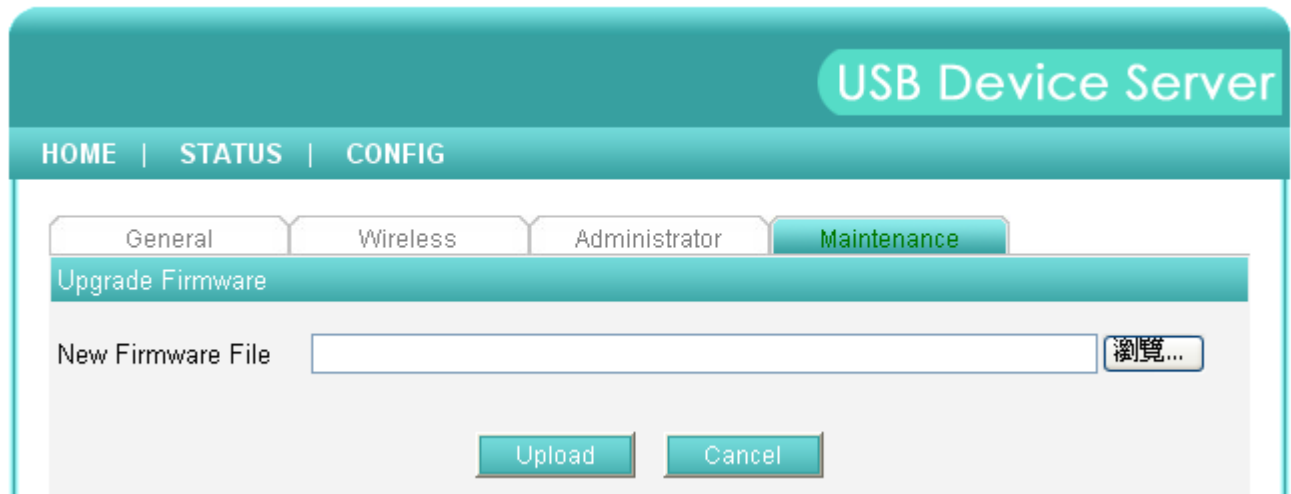 USB Device Server
HOME | STATUS | CONFIG
General Wireless Administrator Maintenance
Upgrade Firmware
New Firmware File 瀏覽...
Upload Cancel